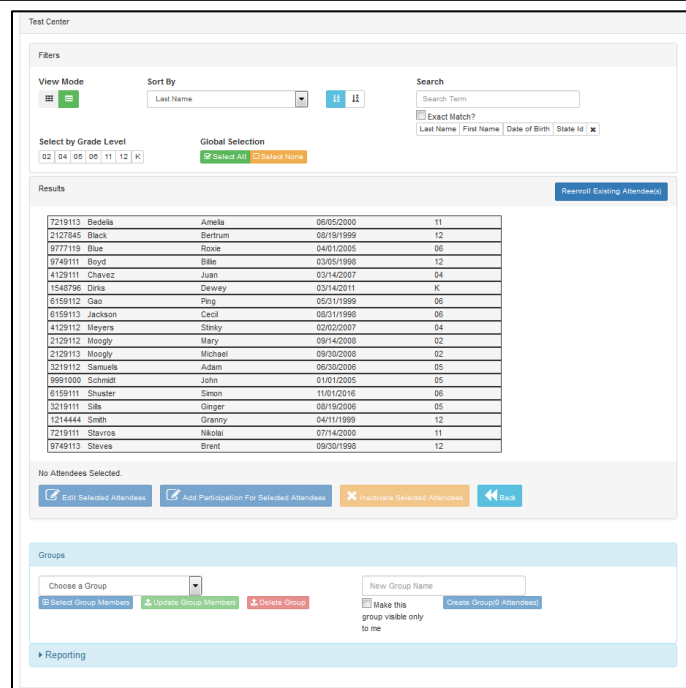 Test Center
Filters
View Mode Sort By Search
Last Name Search Term
Exact Match?
Last Name First Name Date of Birth State Id
Select by Grade Level Global Selection
02 04 05 06 11 12 K Select All Select None
Results Reenroll Existing Attendee(s)
7219113 Bedelia Amelia 06/05/2000 11
2127845 Black Bertrum 08/19/1999 12
9777119 Blue Roxie 04/01/2005 06
9749111 Boyd Billie 03/05/1998 12
4129111 Chavez Juan 03/14/2007 04
1548796 Dirks Dewey 03/14/2011 K
6159112 Gao Ping 05/31/1999 06
6159113 Jackson Cecil 08/31/1998 06
4129112 Meyers Stinky 02/02/2007 04
2129112 Moogly Mary 09/14/2008 02
2129113 Moogly Michael 09/30/2008 02
3219112 Samuels Adam 06/30/2006 05
9991000 Schmidt John 01/01/2005 05
6159111 Shuster Simon 11/01/2016 06
3219111 Sills Ginger 08/19/2006 05
1214444 Smith Granny 04/11/1999 12
7219111 Stavros Nikolai 07/14/2000 11
9749113 Steves Brent 09/30/1998 12
No Attendees Selected.
Edit Selected Attendees Add Participation For Selected Attendees Inactivate Selected Attendees Back
Groups
Choose a Group New Group Name
Select Group Members Update Group Members Delete Group Make this Create Group(0 Attendees)
group visible only
to me
Reporting